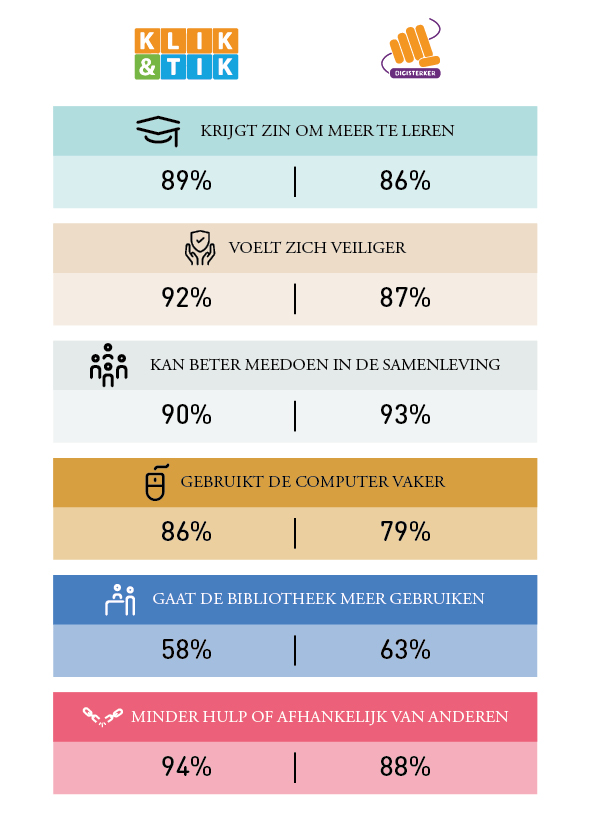 KLIK
&TIK
DIGISTERKER
KRIJGT ZIN OM MEER TE LEREN
89% | 86%
VOELT ZICH VEILIGER
92% | 87%
KAN BETER MEEDOEN IN DE SAMENLEVING
90% | 93%
GEBRUIKT DE COMPUTER VAKER
86% | 79%
GAAT DE BIBLIOTHEEK MEER GEBRUIKEN
58% | 63%
MINDER HULP OF AFHANKELIJK VAN ANDEREN
94% | 88%